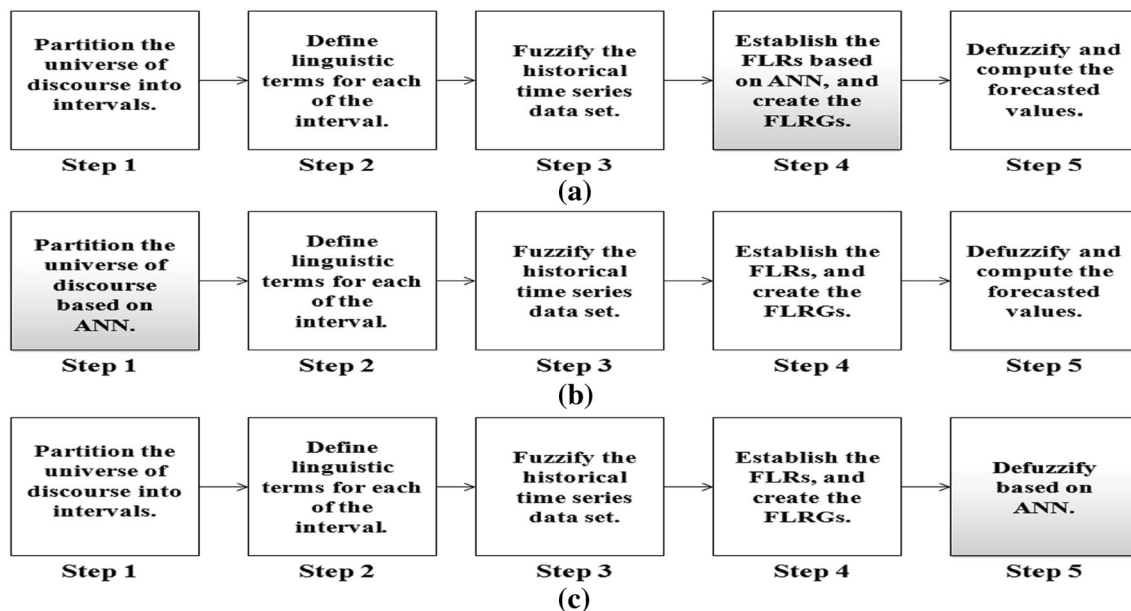 Partition the
universe of
discourse into
intervals.
Define
linguistic
terms for each
of the
interval.
Fuzzify the
historical
time series
data set.
Establish the
FLRs based
on ANN, and
create the
FLRGs.
Defuzzify and
compute the
forecasted
values.
Step 1
Step 2
Step 3
Step 4
Step 5
(a)
Partition the
universe of
discourse
based on
ANN.
Define
linguistic
terms for each
of the
interval.
Fuzzify the
historical
time series
data set.
Establish the
FLRs, and
create the
FLRGs.
Defuzzify and
compute the
forecasted
values.
Step 1
Step 2
Step 3
Step 4
Step 5
(b)
Partition the
universe of
discourse into
intervals.
Define
linguistic
terms for each
of the
interval.
Fuzzify the
historical
time series
data set.
Establish the
FLRs, and
create the
FLRGs.
Defuzzify
based on
ANN.
Step 1
Step 2
Step 3
Step 4
Step 5
(c)